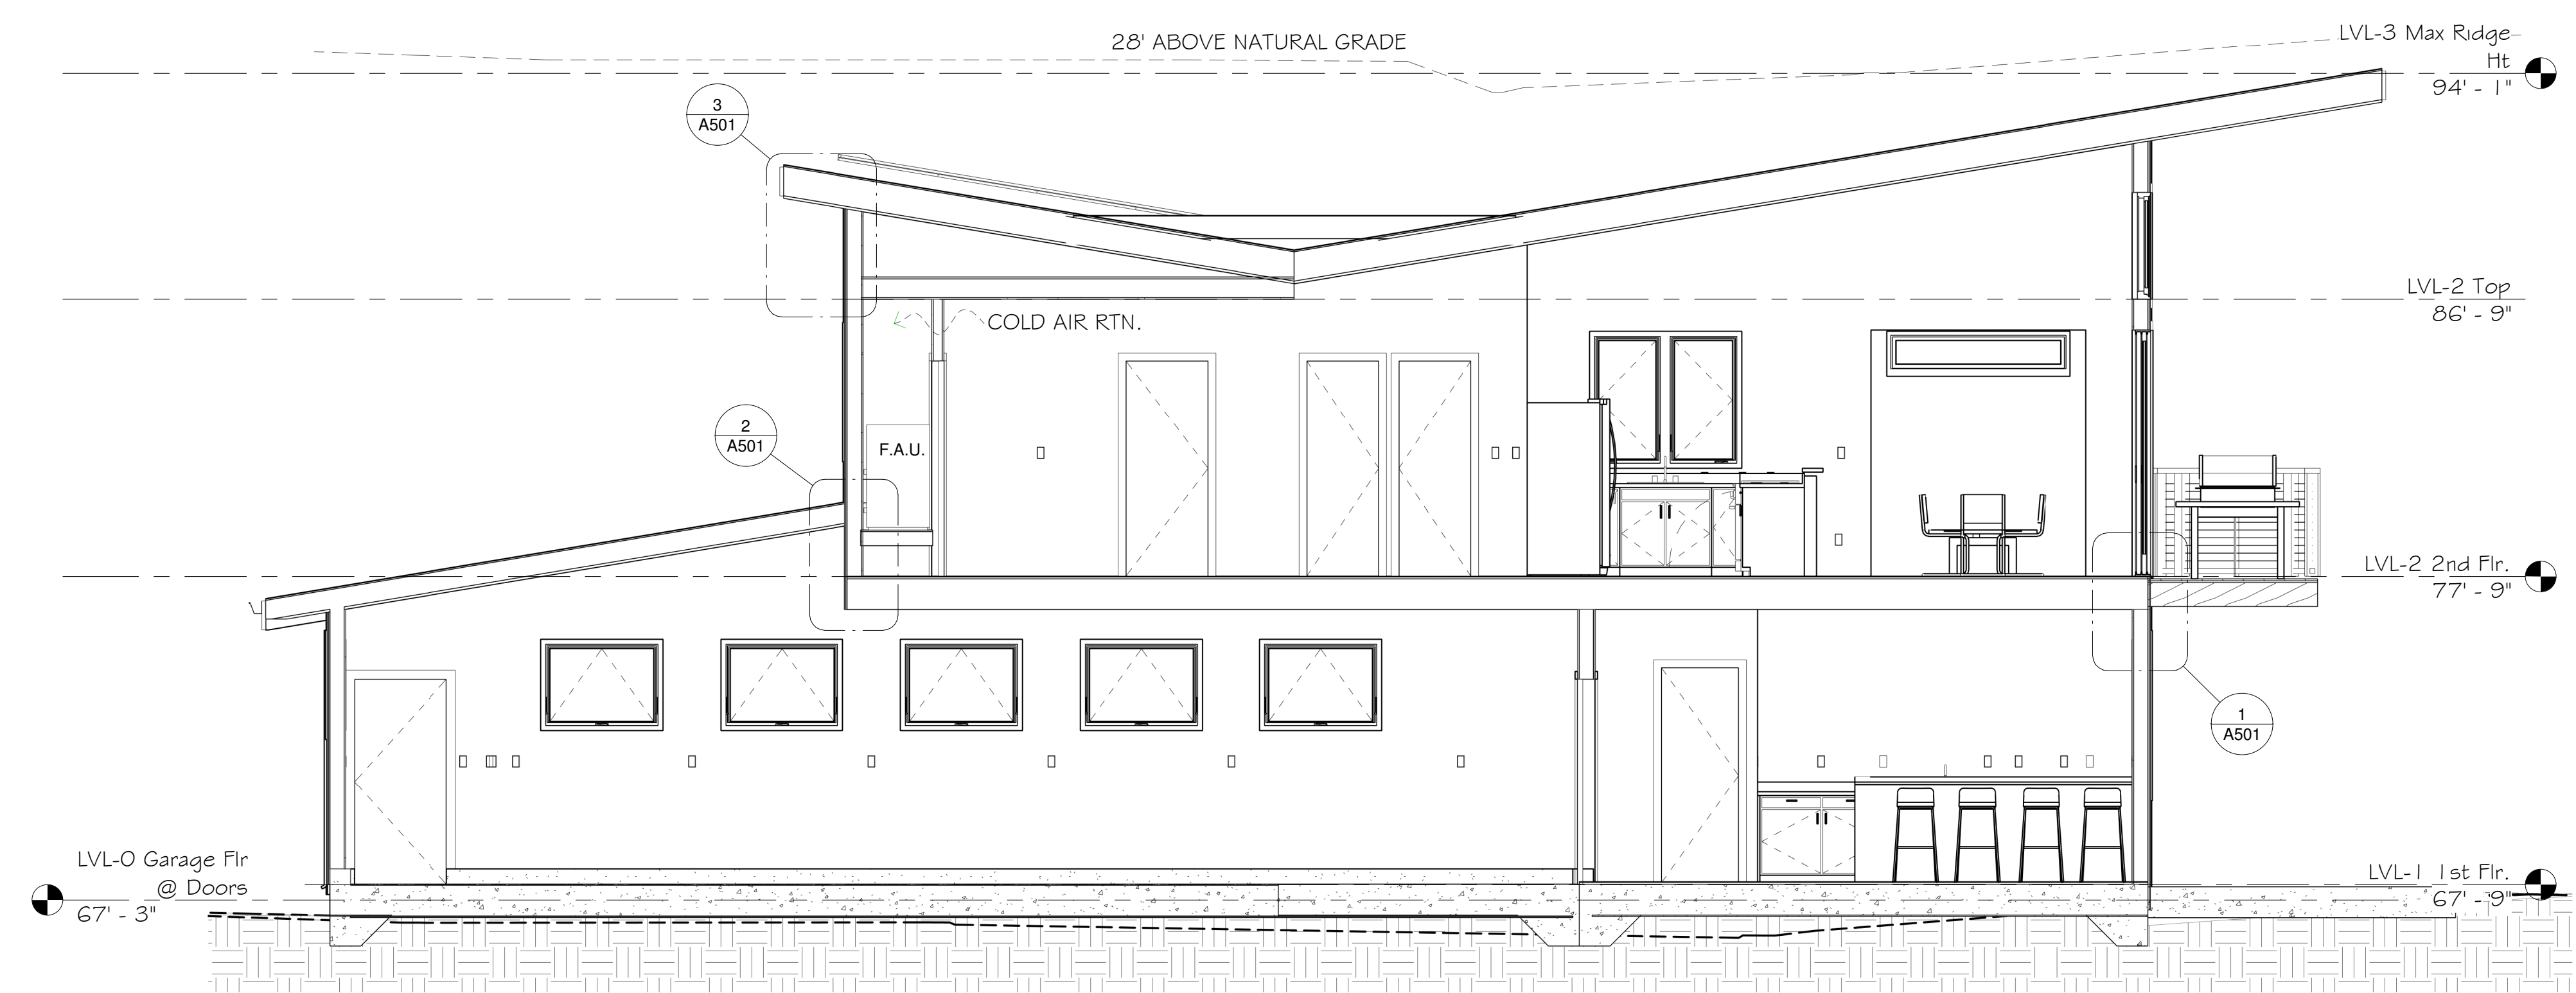 28' ABOVE NATURAL GRADE
LVL-3 Max Ridge
Ht
94' - 1"
3
A501
LVL-2 Top
86' - 9"
COLD AIR RTN.
2
A501
F.A.U.
LVL-2 2nd Flr.
77' - 9"
1
A501
LVL-0 Garage Flr
@ Doors
67' - 3"
LVL-1 1st Flr.
67' - 9"